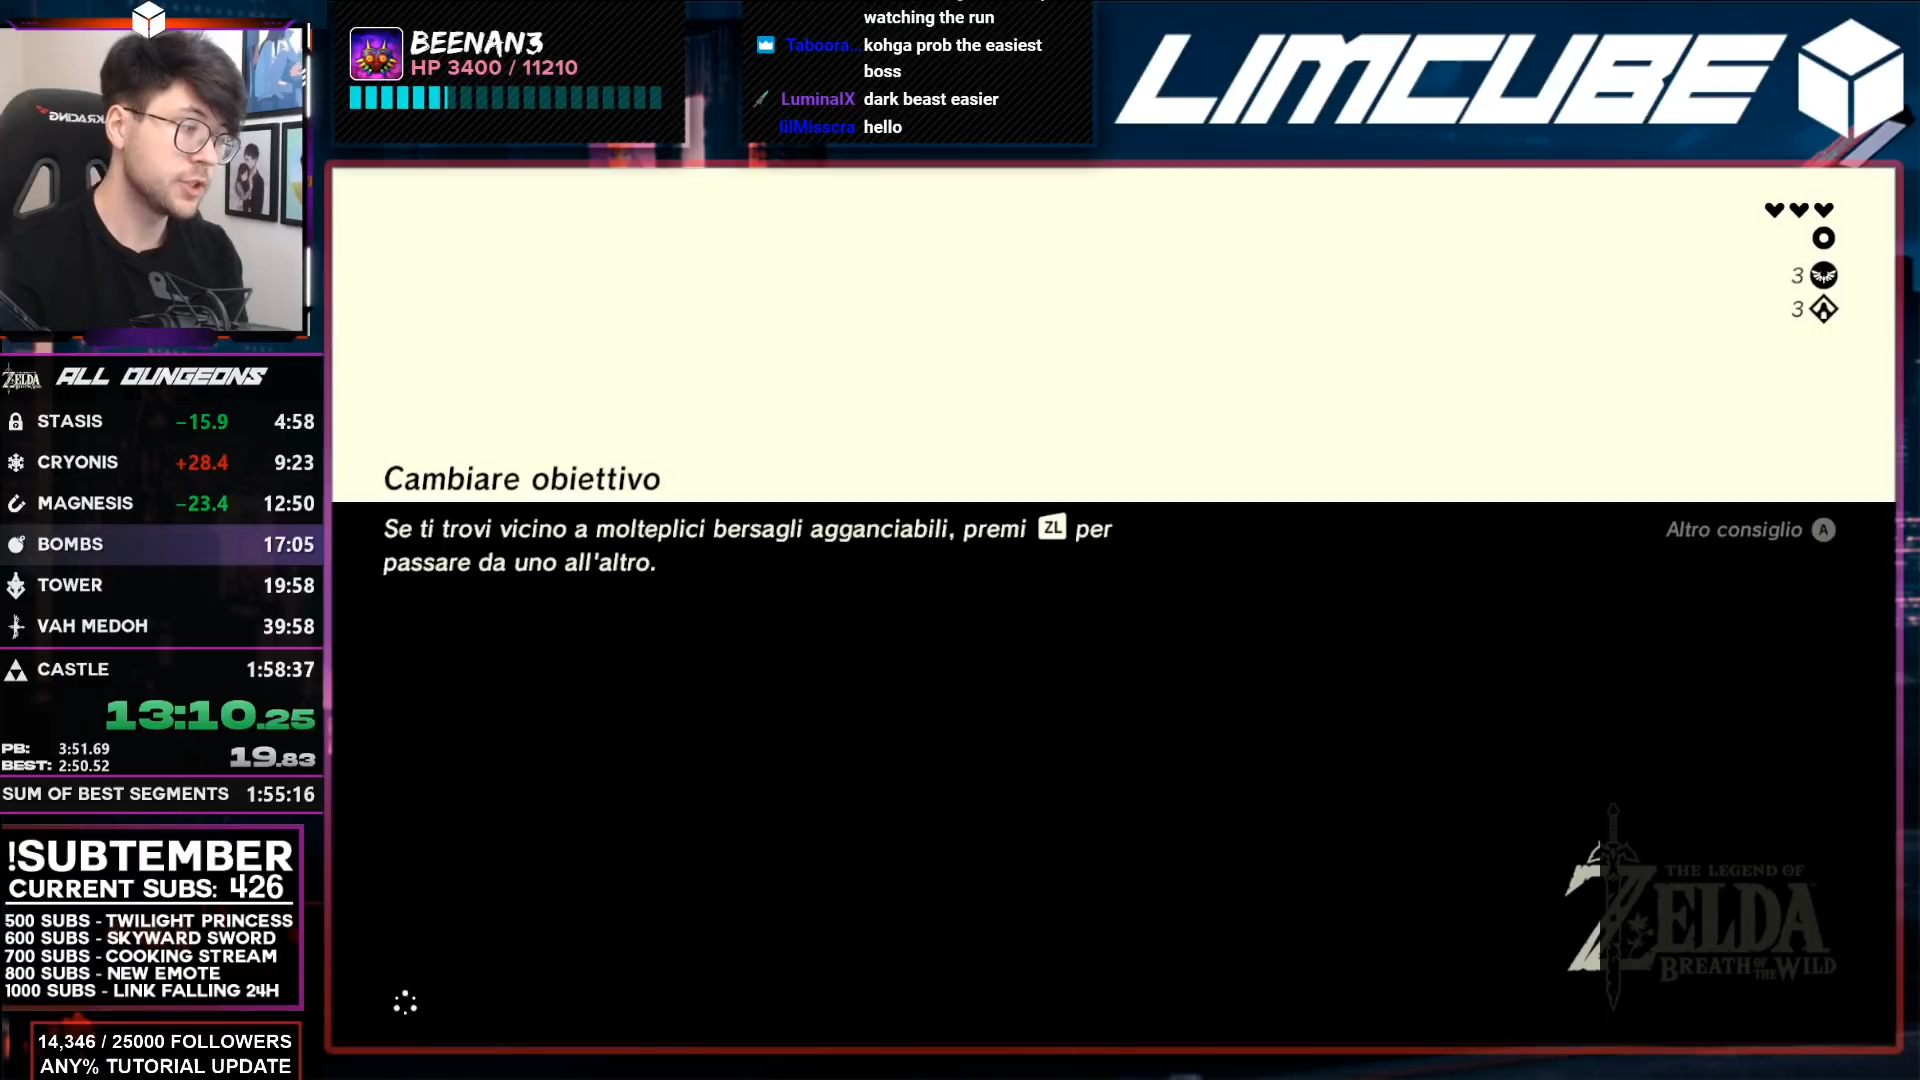 BEENAN3
HP 3400 / 11210
watching the run
Taboora... kohga prob the easiest
boss
LuminalX dark beast easier
lilMisscra hello
LIMCUBE
AKRACING
♥♥♥
3
3
Cambiare obiettivo
Se ti trovi vicino a molteplici bersagli agganciabili, premi ZL per
passare da uno all'altro.
Altro consiglio A
ZELDA ALL DUNGEONS
STASIS −15.9 4:58
CRYONIS +28.4 9:23
MAGNESIS −23.4 12:50
BOMBS 17:05
TOWER 19:58
VAH MEDOH 39:58
CASTLE 1:58:37
13:10.25
PB: 3:51.69
BEST: 2:50.52
19.83
SUM OF BEST SEGMENTS 1:55:16
!SUBTEMBER
CURRENT SUBS: 426
500 SUBS - TWILIGHT PRINCESS
600 SUBS - SKYWARD SWORD
700 SUBS - COOKING STREAM
800 SUBS - NEW EMOTE
1000 SUBS - LINK FALLING 24H
14,346 / 25000 FOLLOWERS
ANY% TUTORIAL UPDATE
THE LEGEND OF
ZELDA
BREATH OF THE WILD